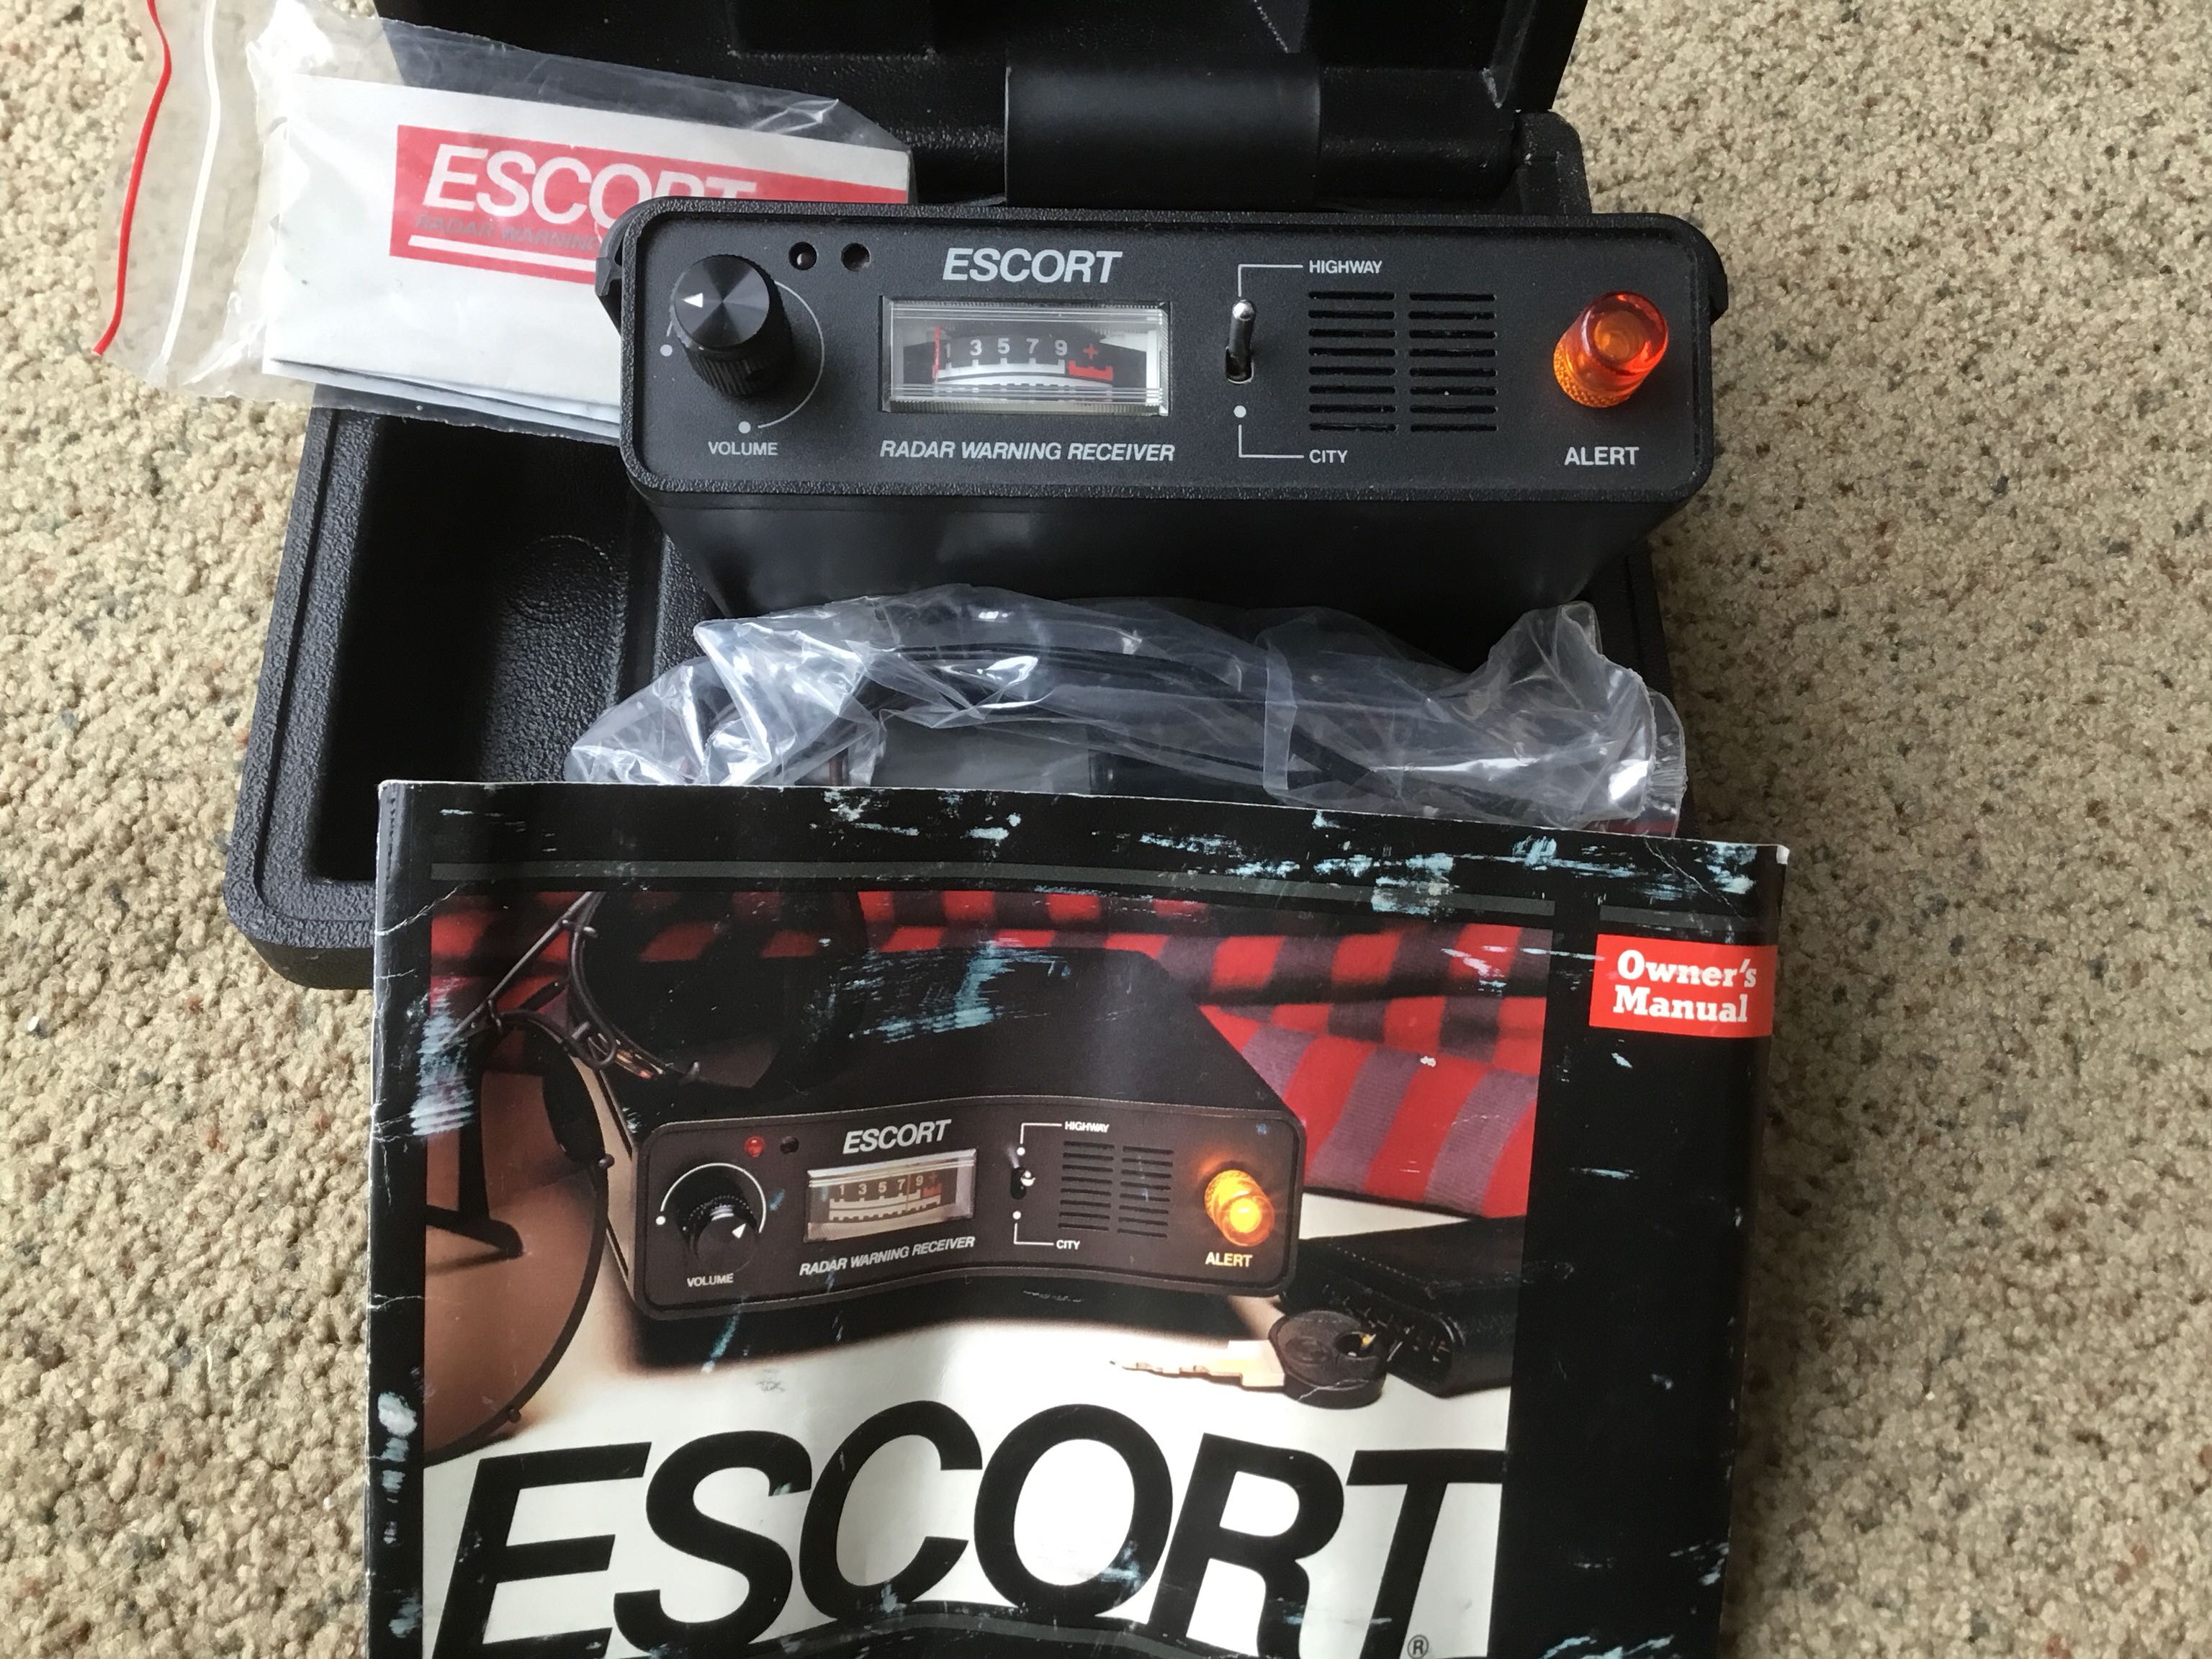 ESCORT
RADAR WARNING
ESCORT
HIGHWAY
1 3 5 7 9 +
VOLUME
RADAR WARNING RECEIVER
CITY
ALERT
Owner's
Manual
ESCORT
HIGHWAY
1 3 5 7 9 +
VOLUME
RADAR WARNING RECEIVER
CITY
ALERT
ESCORT®